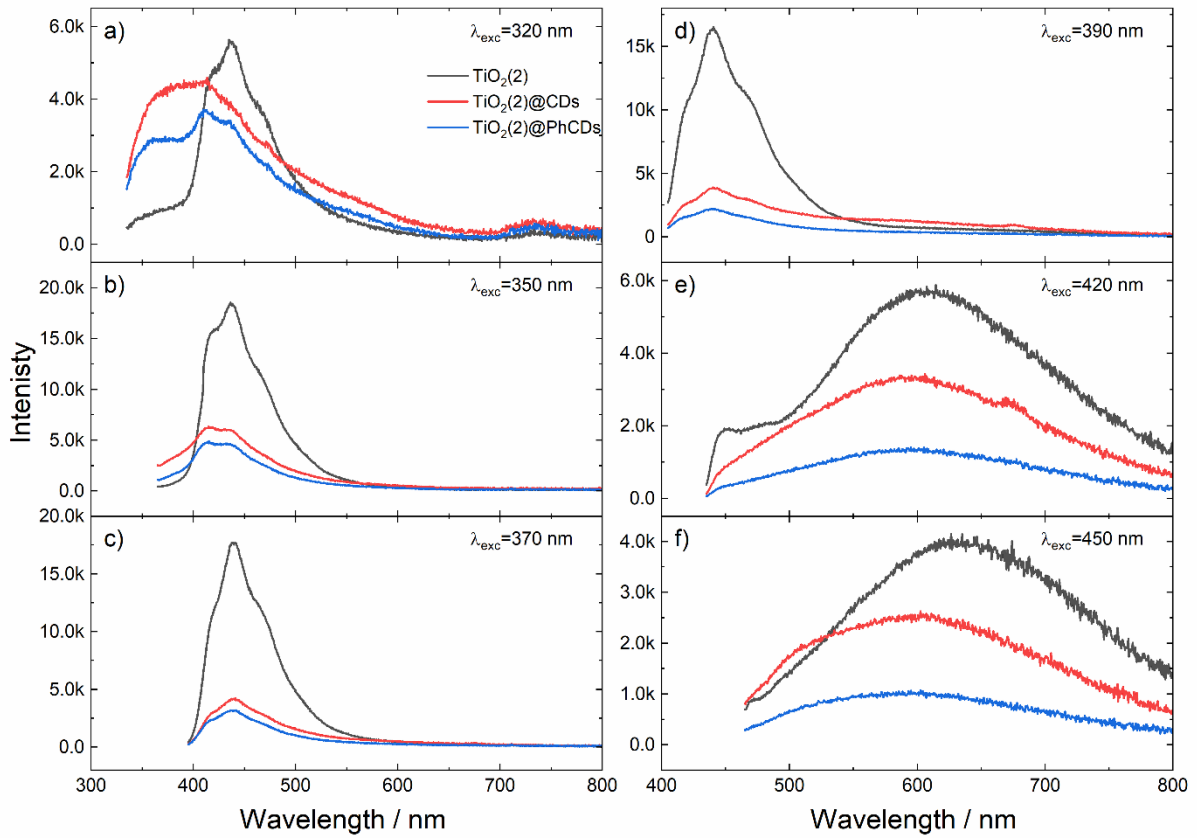 a)
λexc=320 nm
6.0k
4.0k
2.0k
0.0
TiO2(2)
TiO2(2)@CDs
TiO2(2)@PhCDs
b)
λexc=350 nm
20.0k
15.0k
10.0k
5.0k
0.0
c)
λexc=370 nm
20.0k
15.0k
10.0k
5.0k
0.0
300 400 500 600 700 800
Wavelength / nm
Intenisty
d)
λexc=390 nm
15k
10k
5k
0
e)
λexc=420 nm
6.0k
4.0k
2.0k
0.0
f)
λexc=450 nm
4.0k
3.0k
2.0k
1.0k
0.0
400 500 600 700 800
Wavelength / nm